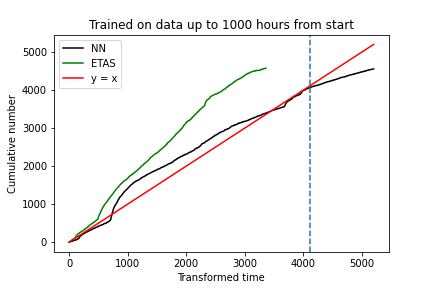 Trained on data up to 1000 hours from start
NN
ETAS
y = x
Cumulative number
5000
4000
3000
2000
1000
0
0 1000 2000 3000 4000 5000
Transformed time